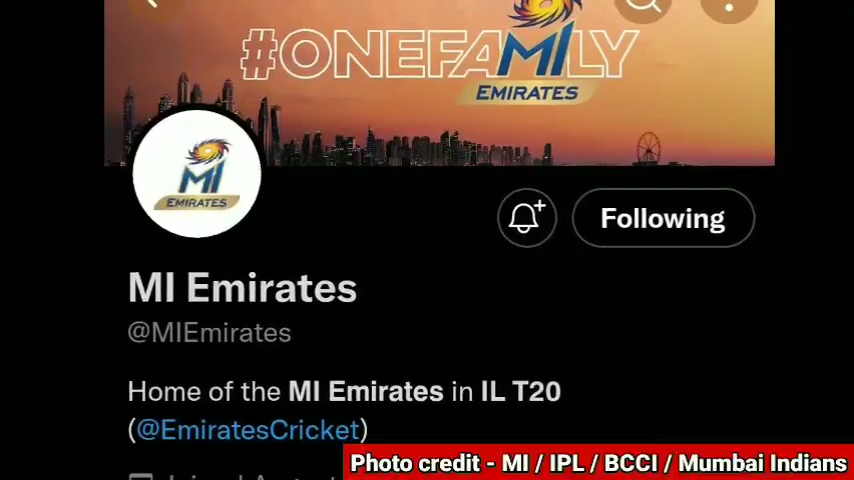 #ONEFAMILY
EMIRATES
MI
EMIRATES
Following
MI Emirates
@MIEmirates
Home of the MI Emirates in IL T20
(@EmiratesCricket)
Photo credit - MI / IPL / BCCI / Mumbai Indians